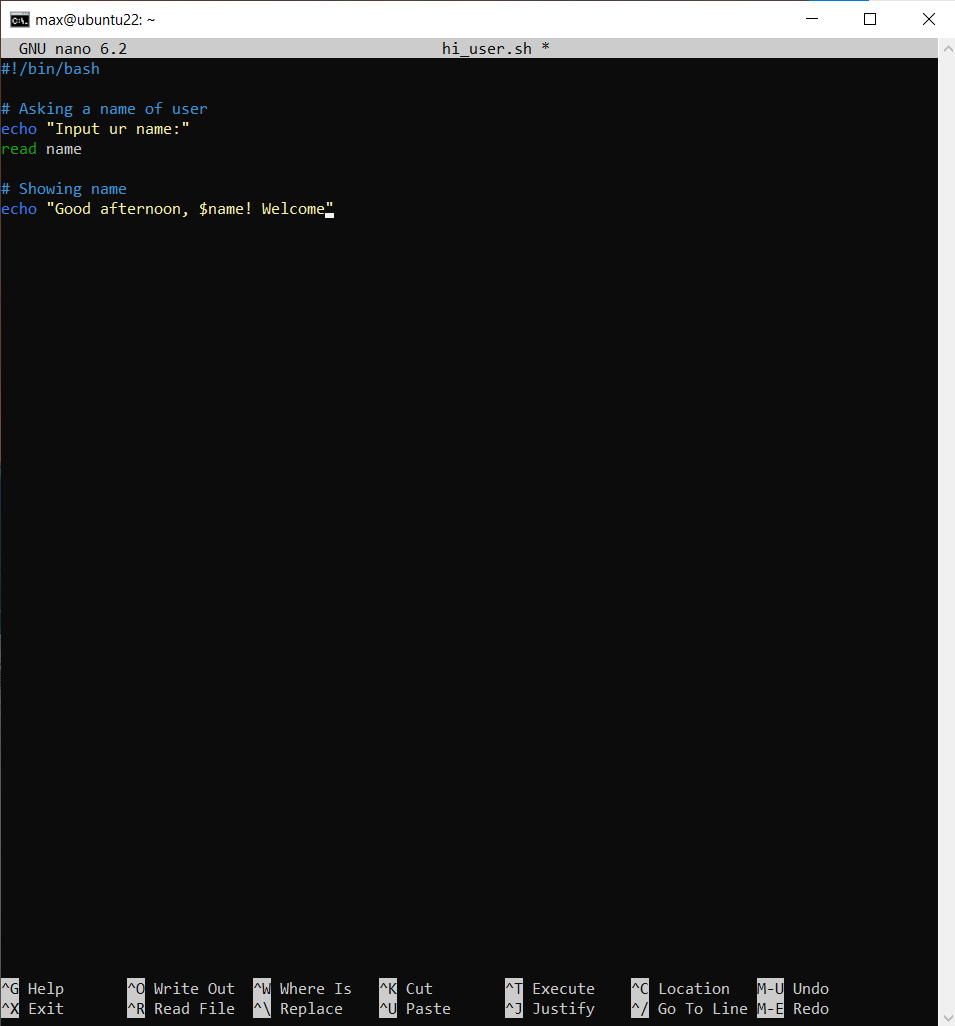 max@ubuntu22: ~
GNU nano 6.2 hi_user.sh *
#!/bin/bash
# Asking a name of user
echo "Input ur name:"
read name
# Showing name
echo "Good afternoon, $name! Welcome"
^G Help ^O Write Out ^W Where Is ^K Cut ^T Execute ^C Location M-U Undo
^X Exit ^R Read File ^\ Replace ^U Paste ^J Justify ^/ Go To Line M-E Redo